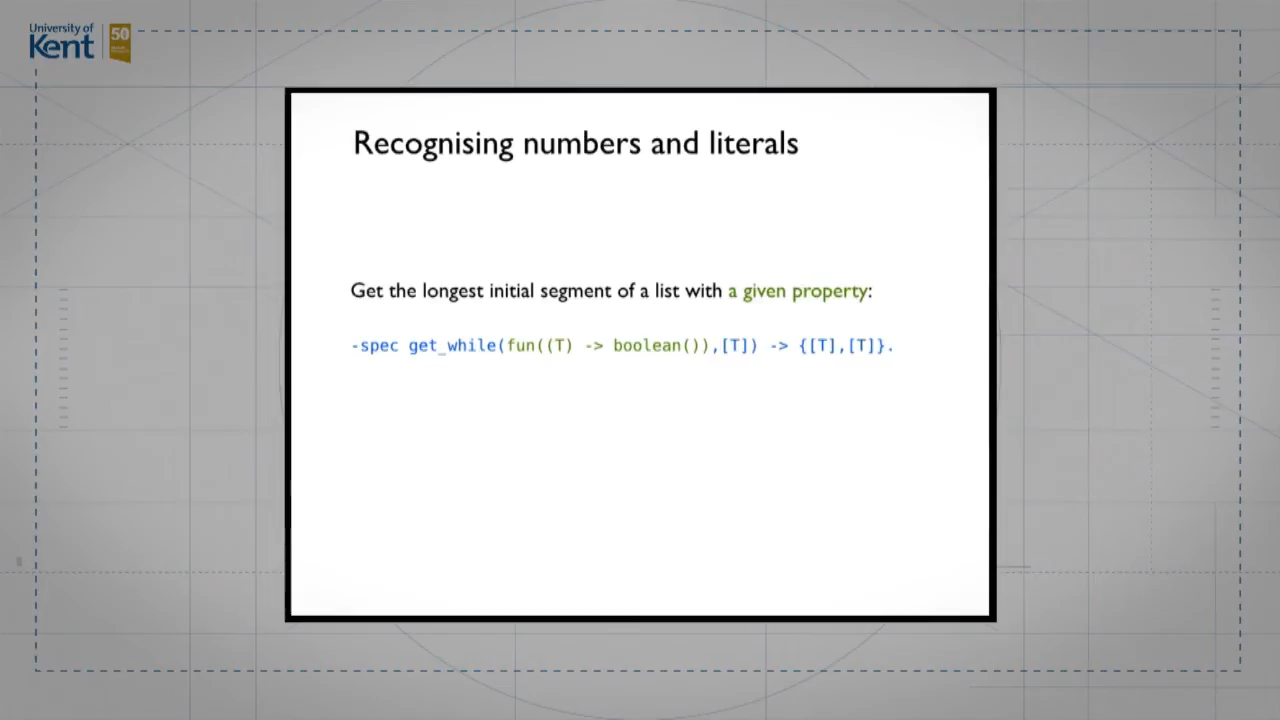 University of
Kent
50
Recognising numbers and literals
Get the longest initial segment of a list with a given property:
-spec get_while(fun((T) -> boolean()),[T]) -> {[T],[T]}.